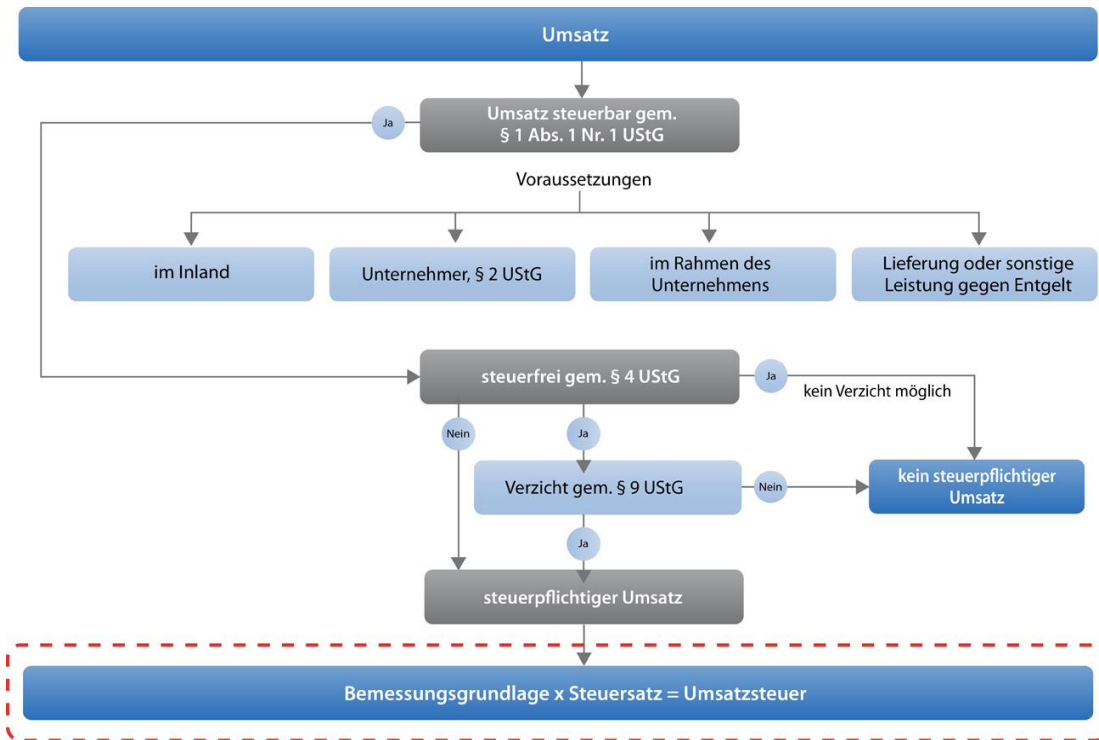 Umsatz
Umsatz steuerbar gem.
§ 1 Abs. 1 Nr. 1 UStG
Ja
Voraussetzungen
im Inland
Unternehmer, § 2 UStG
im Rahmen des
Unternehmens
Lieferung oder sonstige
Leistung gegen Entgelt
steuerfrei gem. § 4 UStG
Ja
kein Verzicht möglich
Nein
Ja
Verzicht gem. § 9 UStG
Nein
kein steuerpflichtiger
Umsatz
Ja
steuerpflichtiger Umsatz
Bemessungsgrundlage x Steuersatz = Umsatzsteuer